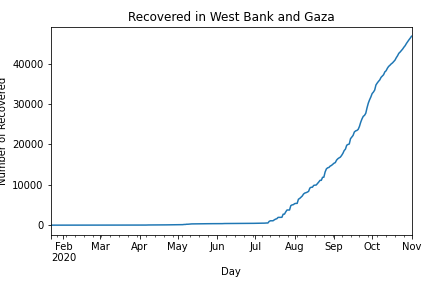 Recovered in West Bank and Gaza
Number of Recovered
40000
30000
20000
10000
0
Feb Mar Apr May Jun Jul Aug Sep Oct Nov
2020
Day